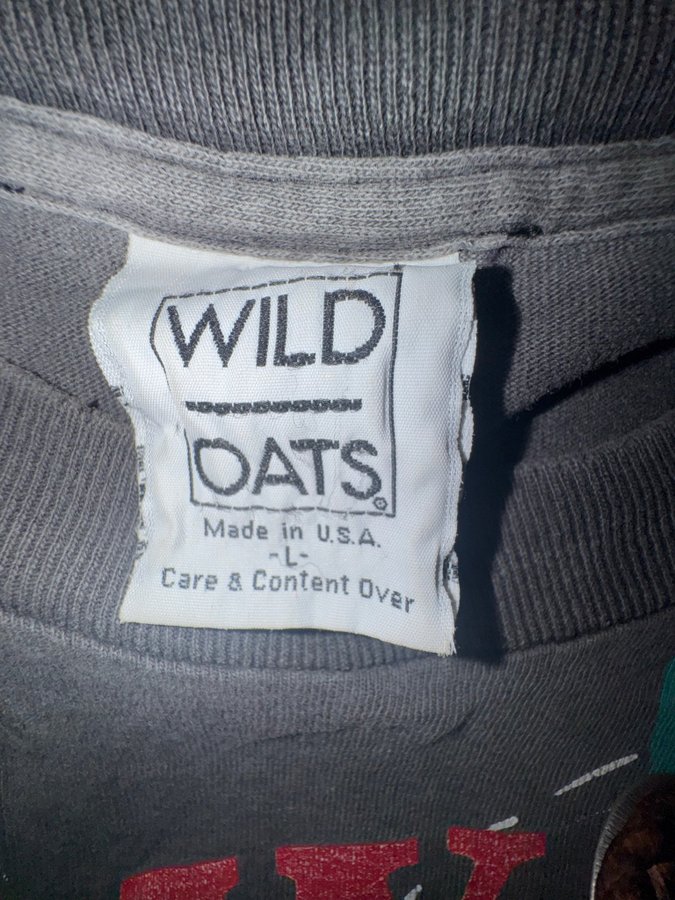 WILD
OATS®
Made in U.S.A.
-L-
Care & Content Over